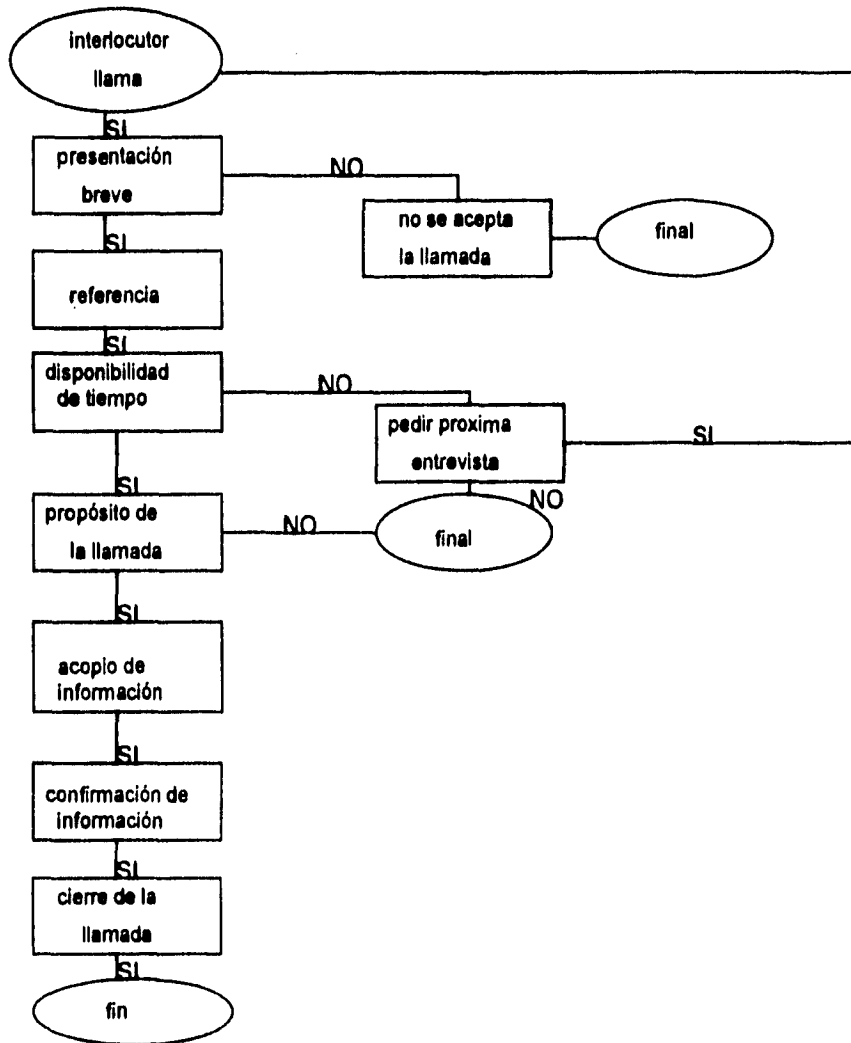 interlocutor
llama
SI
presentación
breve
NO
no se acepta
la llamada
final
SI
referencia
SI
disponibilidad
de tiempo
NO
pedir proxima
entrevista
SI
NO
SI
propósito de
la llamada
NO
final
SI
acopio de
información
SI
confirmación de
información
SI
cierre de la
llamada
SI
fin